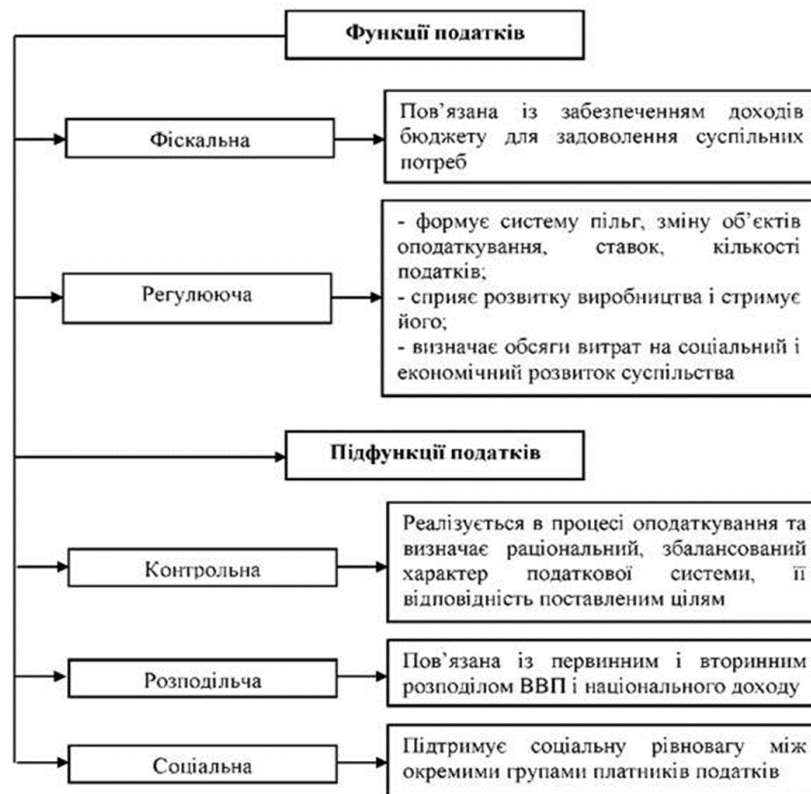 Функції податків
Фіскальна
Пов’язана із забезпеченням доходів
бюджету для задоволення суспільних
потреб
Регулююча
- формує систему пільг, зміну об’єктів
оподаткування, ставок, кількості
податків;
- сприяє розвитку виробництва і стримує
його;
- визначає обсяги витрат на соціальний і
економічний розвиток суспільства
Підфункції податків
Контрольна
Реалізується в процесі оподаткування та
визначає раціональний, збалансований
характер податкової системи, її
відповідність поставленим цілям
Розподільча
Пов’язана із первинним і вторинним
розподілом ВВП і національного доходу
Соціальна
Підтримує соціальну рівновагу між
окремими групами платників податків